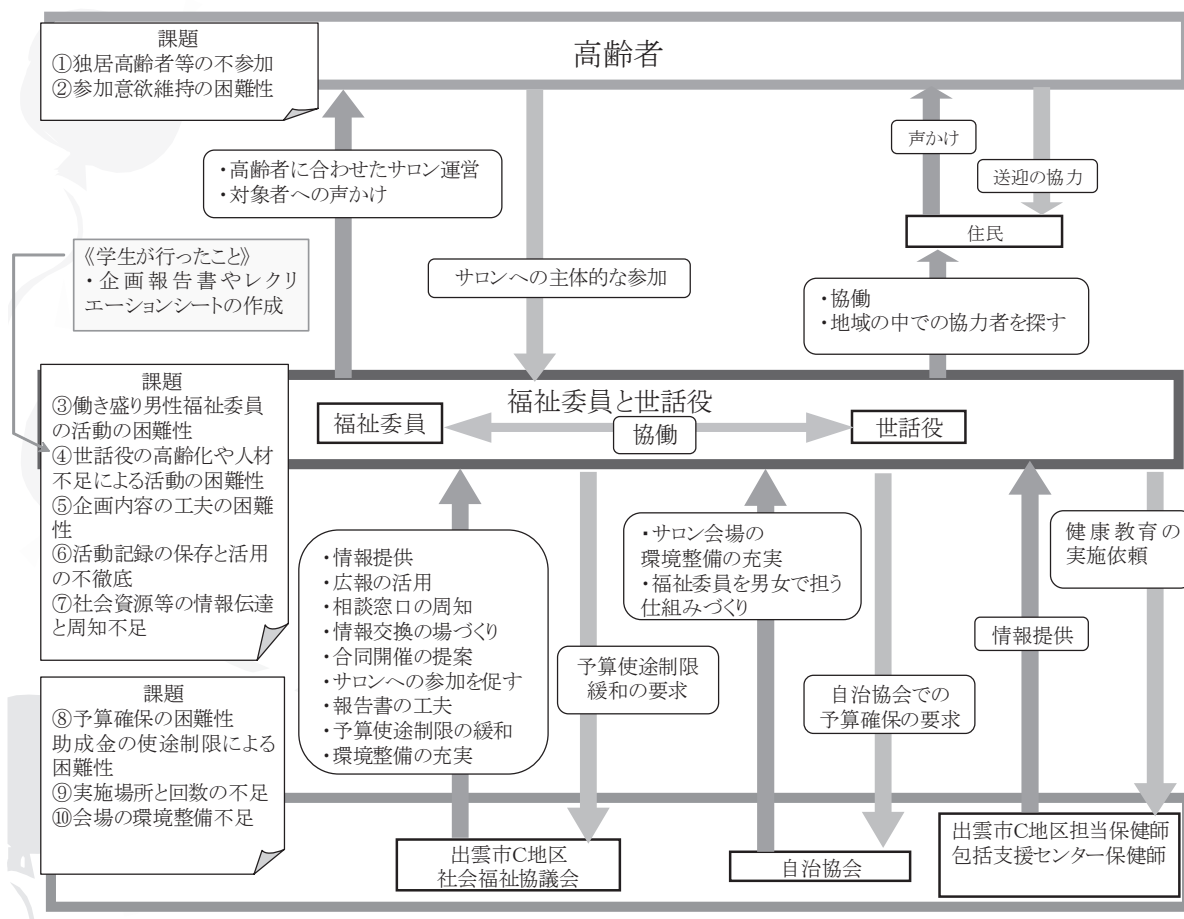 課題
①独居高齢者等の不参加
②参加意欲維持の困難性
高齢者
・高齢者に合わせたサロン運営
・対象者への声かけ
声かけ
送迎の協力
住民
《学生が行ったこと》
・企画報告書やレクリ
エーションシートの作成
サロンへの主体的な参加
・協働
・地域の中での協力者を探す
課題
③働き盛り男性福祉委員
の活動の困難性
④世話役の高齢化や人材
不足による活動の困難性
⑤企画内容の工夫の困難
性
⑥活動記録の保存と活用
の不徹底
⑦社会資源等の情報伝達
と周知不足
福祉委員と世話役
福祉委員
協働
世話役
・情報提供
・広報の活用
・相談窓口の周知
・情報交換の場づくり
・合同開催の提案
・サロンへの参加を促す
・報告書の工夫
・予算使途制限の緩和
・環境整備の充実
予算使途制限
緩和の要求
・サロン会場の
環境整備の充実
・福祉委員を男女で担う
仕組みづくり
自治協会での
予算確保の要求
情報提供
健康教育の
実施依頼
課題
⑧予算確保の困難性
助成金の使途制限による
困難性
⑨実施場所と回数の不足
⑩会場の環境整備不足
出雲市C地区
社会福祉協議会
自治協会
出雲市C地区担当保健師
包括支援センター保健師